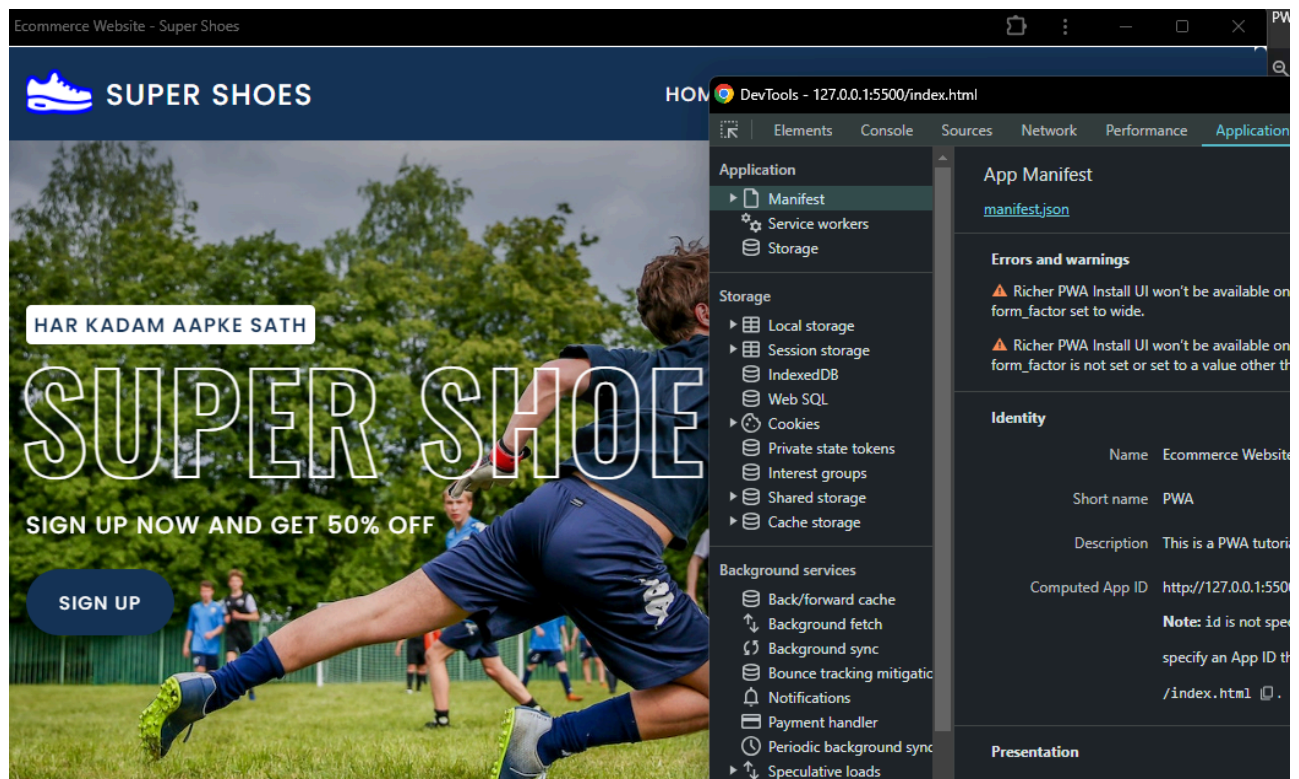 Ecommerce Website - Super Shoes
PW
SUPER SHOES
HOM
HAR KADAM AAPKE SATH
SUPER SHOE
SIGN UP NOW AND GET 50% OFF
SIGN UP
DevTools - 127.0.0.1:5500/index.html
Elements Console Sources Network Performance Application
Application
Manifest
Service workers
Storage
Storage
Local storage
Session storage
IndexedDB
Web SQL
Cookies
Private state tokens
Interest groups
Shared storage
Cache storage
Background services
Back/forward cache
Background fetch
Background sync
Bounce tracking mitigatic
Notifications
Payment handler
Periodic background sync
Speculative loads
App Manifest
manifest.json
Errors and warnings
Richer PWA Install UI won't be available on
form_factor set to wide.
Richer PWA Install UI won't be available on
form_factor is not set or set to a value other th
Identity
Name Ecommerce Website
Short name PWA
Description This is a PWA tutoria
Computed App ID http://127.0.0.1:5500
Note: id is not spec
specify an App ID th
/index.html .
Presentation